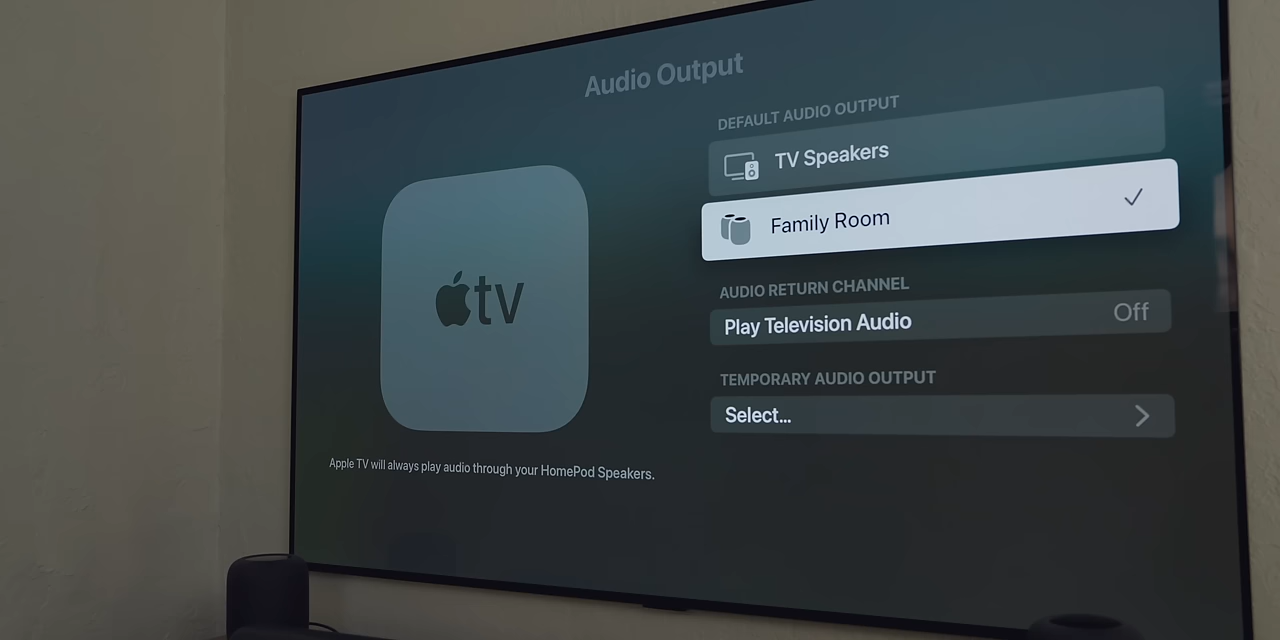 Audio Output
DEFAULT AUDIO OUTPUT
TV Speakers
Family Room
AUDIO RETURN CHANNEL
Play Television Audio Off
TEMPORARY AUDIO OUTPUT
Select...
tv
Apple TV will always play audio through your HomePod Speakers.